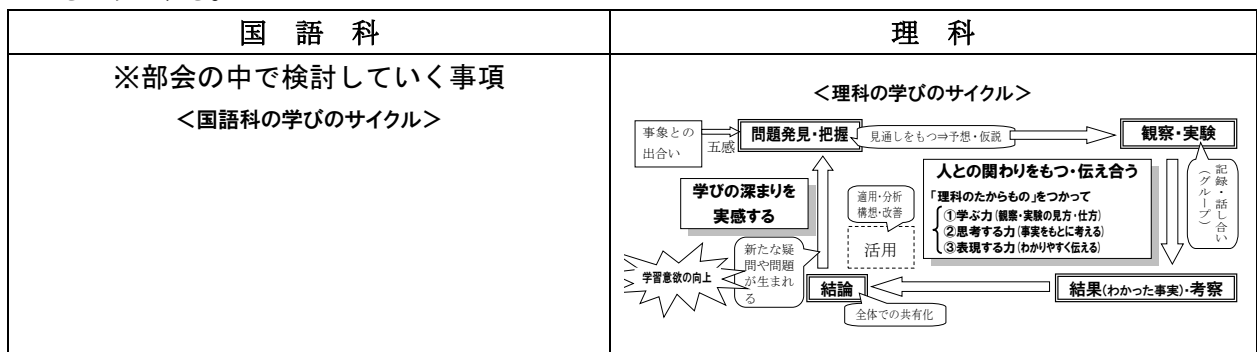 国 語 科
※部会の中で検討していく事項
<国語科の学びのサイクル>
理 科
<理科の学びのサイクル>
事象との
出合い
五感
問題発見・把握
見通しをもつ⇒予想・仮説
観察・実験
記録・話し合い
(グループ)
人との関わりをもつ・伝え合う
「理科のたからもの」をつかって
①学ぶ力(観察・実験の見方・仕方)
②思考する力(事実をもとに考える)
③表現する力(わかりやすく伝える)
学びの深まりを
実感する
適用・分析
構想・改善
活用
新たな疑
問や問題
が生まれ
る
学習意欲の向上
結論
全体での共有化
結果(わかった事実)・考察